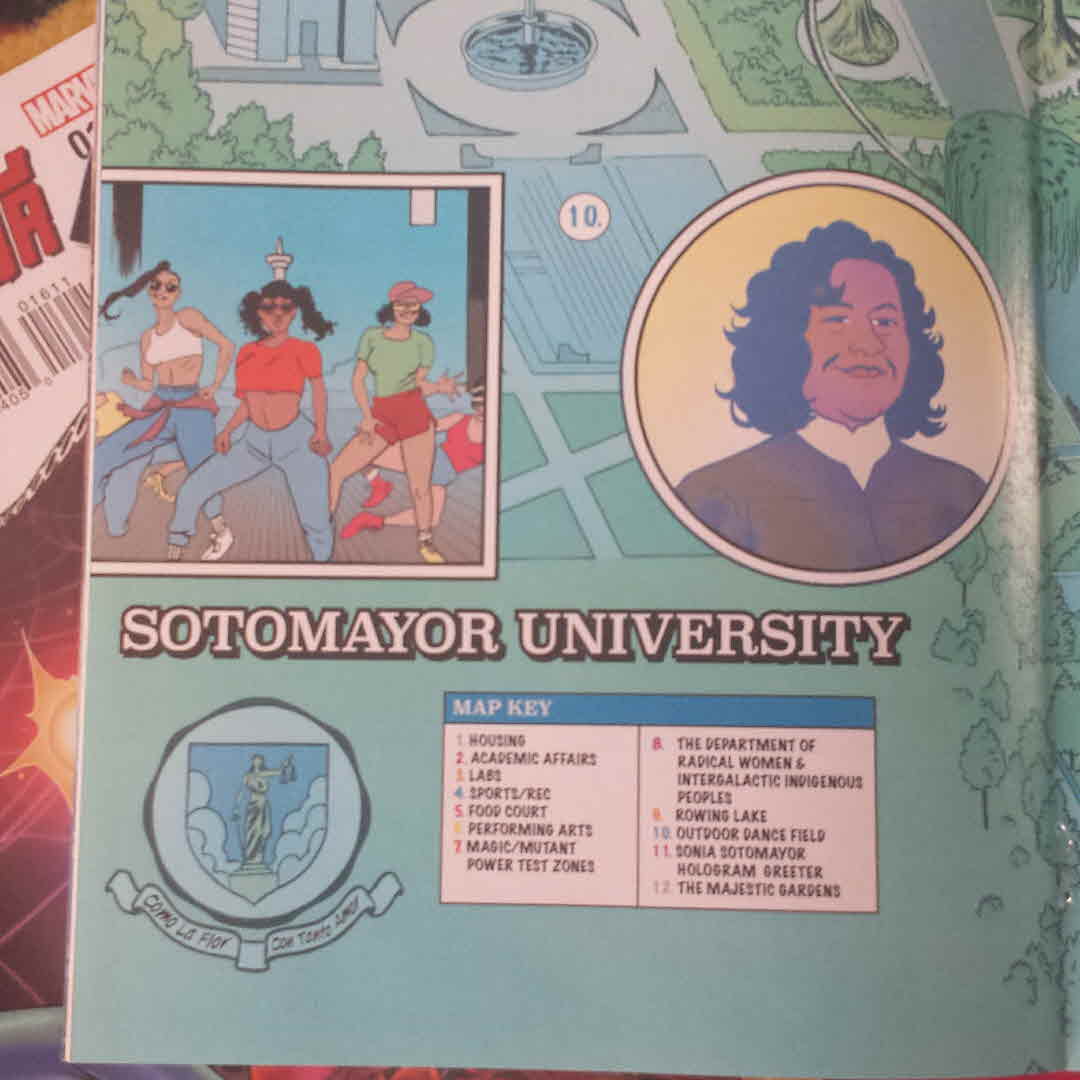 01611
405
10.
SOTOMAYOR UNIVERSITY
MAP KEY
1. HOUSING
2. ACADEMIC AFFAIRS
3. LABS
4. SPORTS/REC
5. FOOD COURT
6. PERFORMING ARTS
7. MAGIC/MUTANT
POWER TEST ZONES
8. THE DEPARTMENT OF
RADICAL WOMEN &
INTERGALACTIC INDIGENOUS
PEOPLES
9. ROWING LAKE
10. OUTDOOR DANCE FIELD
11. SONIA SOTOMAYOR
HOLOGRAM GREETER
12. THE MAJESTIC GARDENS
COMO LA FLOR
CON TANTO AMOR